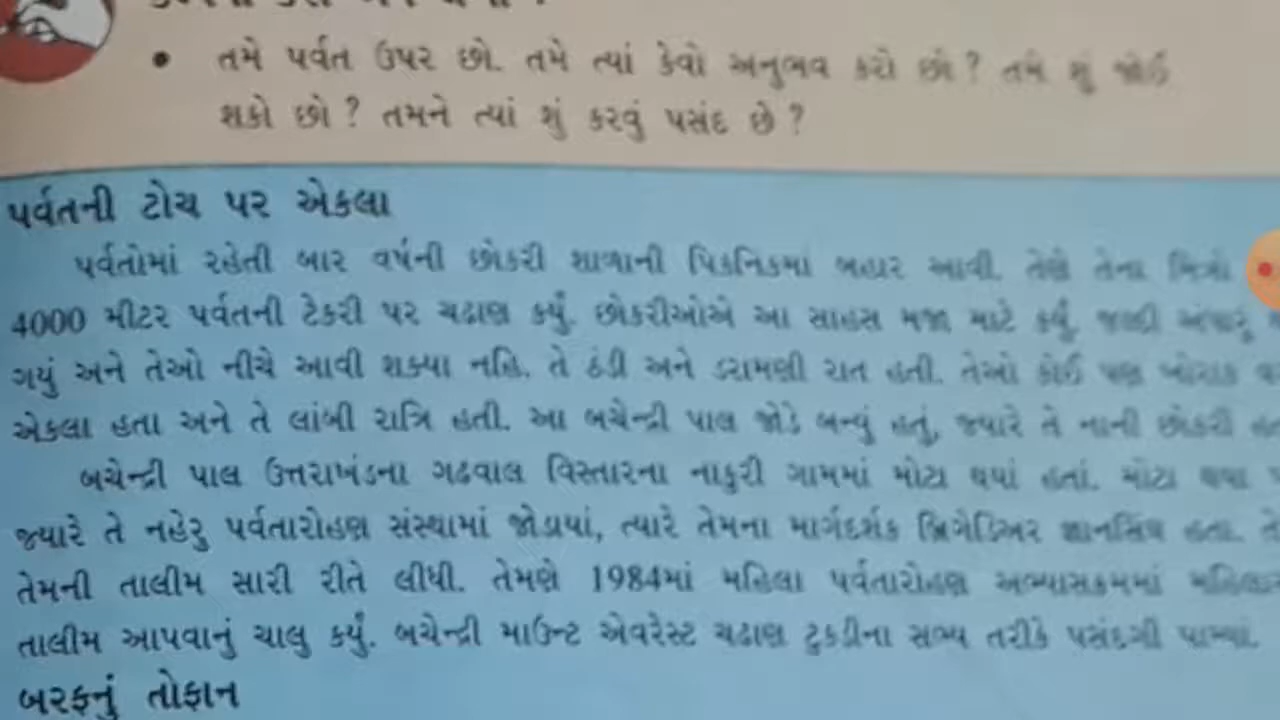 • તમે પર્વત ઉપર છો. તમે ત્યાં કેવો અનુભવ કરો છો ? તમે શું જોઈ
શકો છો ? તમને ત્યાં શું કરવું પસંદ છે ?
પર્વતની ટોચ પર એકલા
પર્વતોમાં રહેતી બાર વર્ષની છોકરી શાળાની પિકનિકમાં બહાર આવી. તેણે તેના મિત્રો
4000 મીટર પર્વતની ટેકરી પર ચઢાણ કર્યું. છોકરીઓએ આ સાહસ મજા માટે કર્યું. જલ્દી અંધારું
ગયું અને તેઓ નીચે આવી શક્યા નહિ. તે ઠંડી અને ડરામણી રાત હતી. તેઓ કોઈ પણ ખોરાક
એકલા હતા અને તે લાંબી રાત્રિ હતી. આ બચેન્દ્રી પાલ જોડે બન્યું હતું, જ્યારે તે નાની છોકરી
બચેન્દ્રી પાલ ઉત્તરાખંડના ગઢવાલ વિસ્તારના નાકુરી ગામમાં મોટા થયાં હતાં. મોટા થયા
જ્યારે તે નહેરુ પર્વતારોહણ સંસ્થામાં જોડાયાં, ત્યારે તેમના માર્ગદર્શક બ્રિગેડિઅર જ્ઞાનસિંઘ હતા.
તેમની તાલીમ સારી રીતે લીધી. તેમણે 1984માં મહિલા પર્વતારોહણ અભ્યાસક્રમમાં
તાલીમ આપવાનું ચાલુ કર્યું. બચેન્દ્રી માઉન્ટ એવરેસ્ટ ચઢાણ ટુકડીના સભ્ય તરીકે પસંદગી પામ્યાં.
બરફનું તોફાન